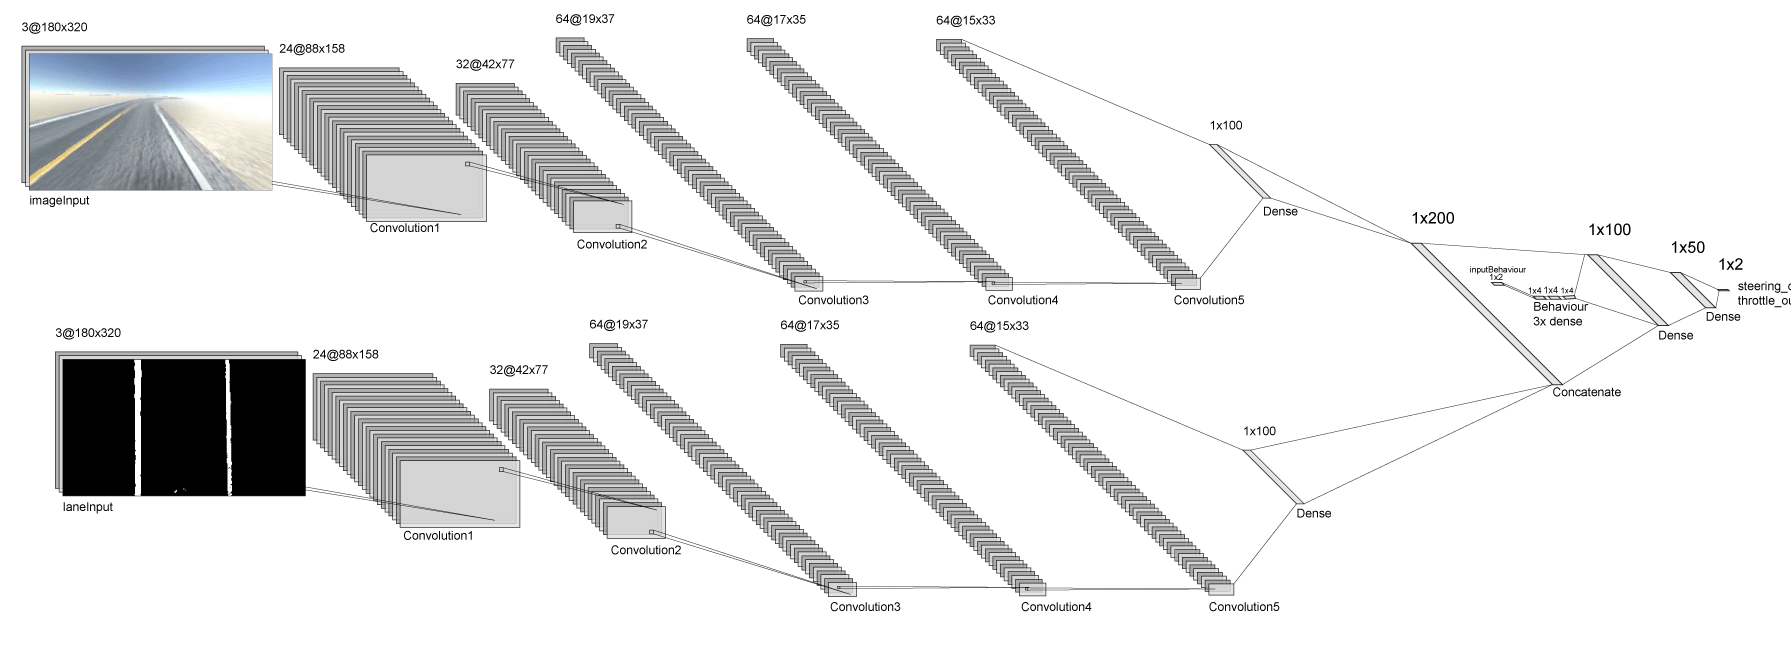 3@180x320
24@88x158
32@42x77
64@19x37
64@17x35
64@15x33
1x100
imageInput
Convolution1
Convolution2
Convolution3
Convolution4
Convolution5
Dense
3@180x320
24@88x158
32@42x77
64@19x37
64@17x35
64@15x33
1x100
laneInput
Convolution1
Convolution2
Convolution3
Convolution4
Convolution5
Dense
1x200
Concatenate
inputBehaviour
1x2
1x4 1x4 1x4
Behaviour
3x dense
1x100
Dense
1x50
Dense
1x2
steering_
throttle_